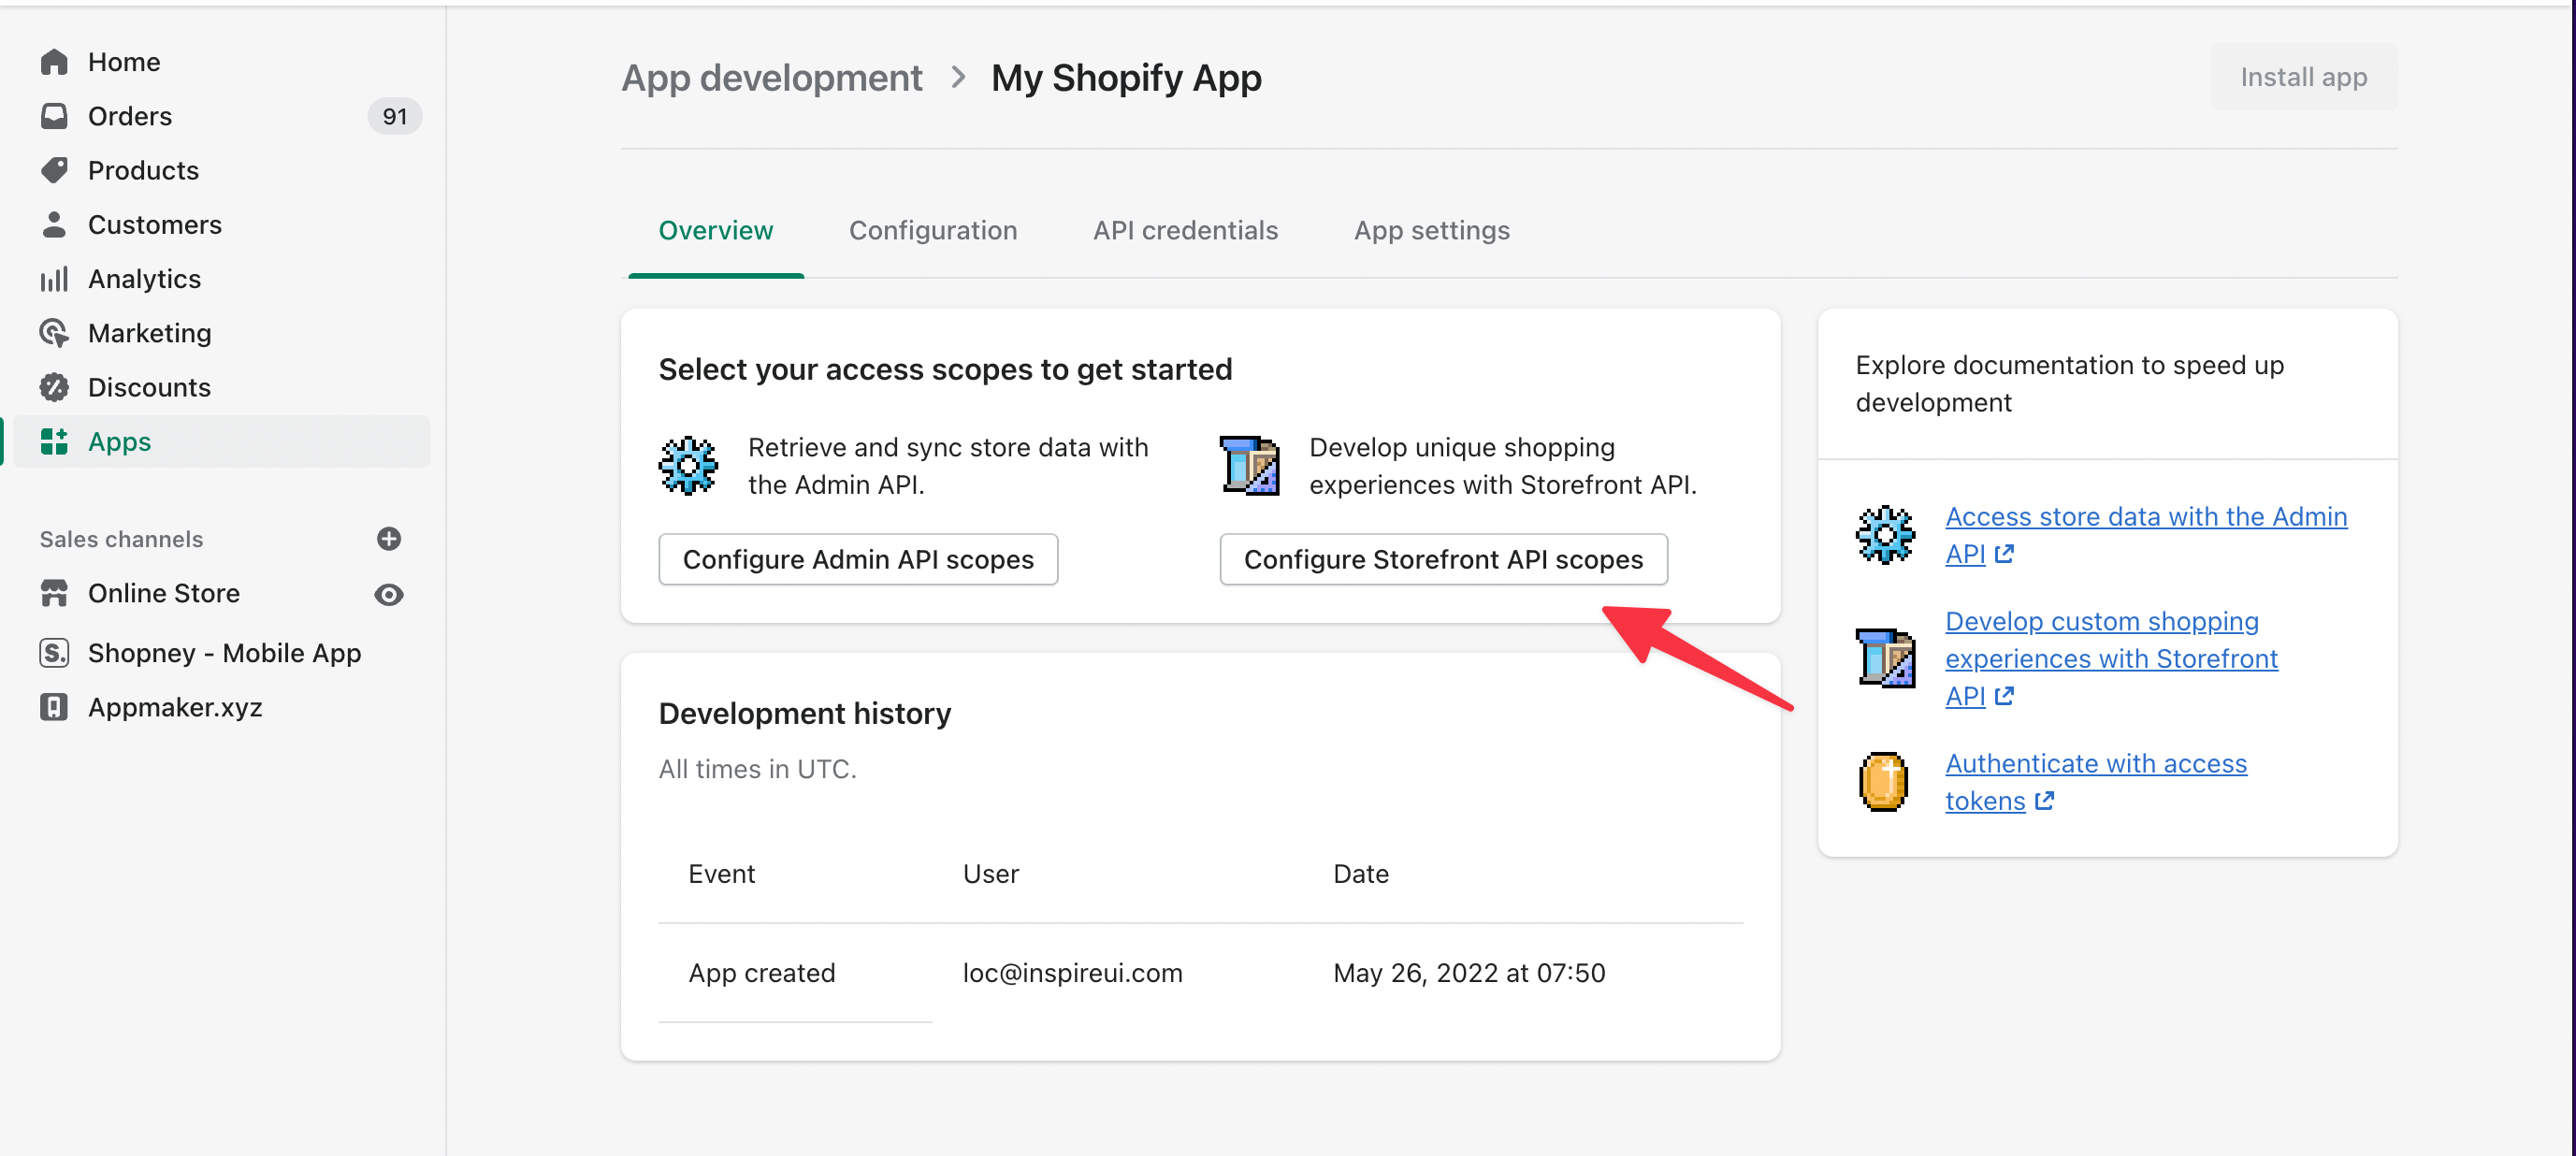 Home
Orders 91
Products
Customers
Analytics
Marketing
Discounts
Apps
Sales channels
Online Store
S. Shopney - Mobile App
Appmaker.xyz
App development > My Shopify App
Install app
Overview Configuration API credentials App settings
Select your access scopes to get started
Retrieve and sync store data with
the Admin API.
Configure Admin API scopes
Develop unique shopping
experiences with Storefront API.
Configure Storefront API scopes
Development history
All times in UTC.
Event User Date
App created loc@inspireui.com May 26, 2022 at 07:50
Explore documentation to speed up
development
Access store data with the Admin
API
Develop custom shopping
experiences with Storefront
API
Authenticate with access
tokens